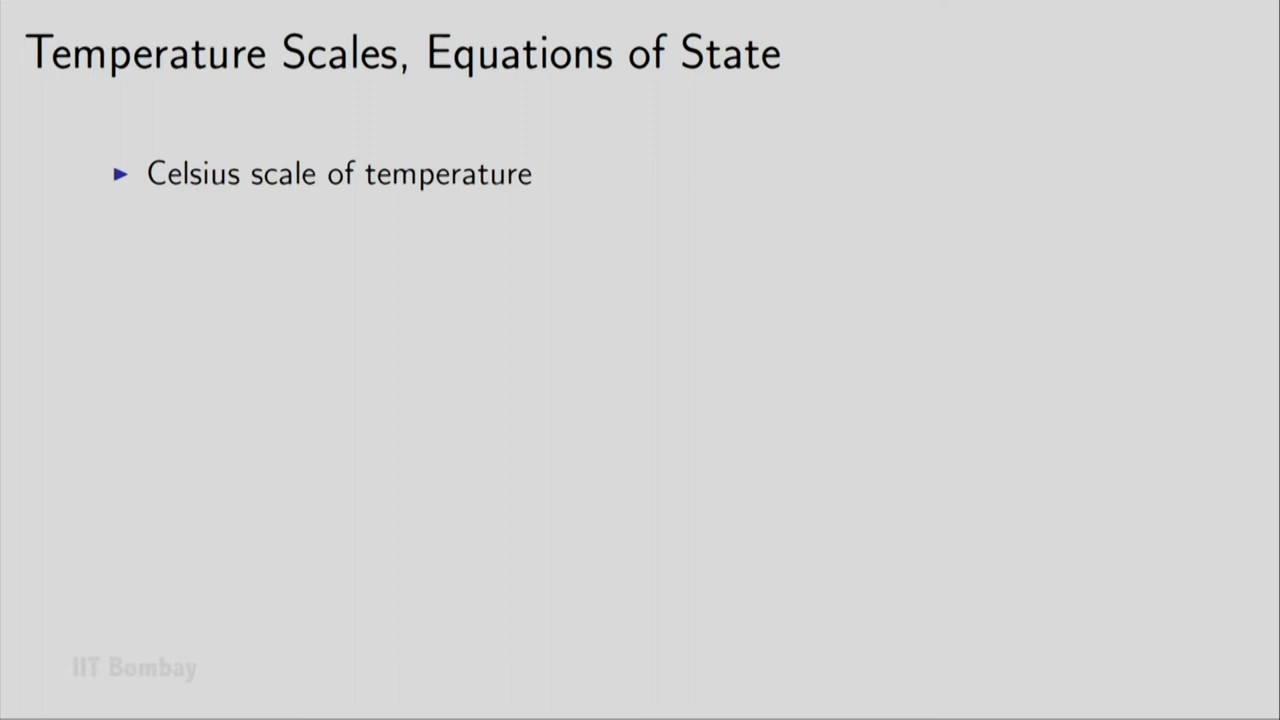 Temperature Scales, Equations of State
Celsius scale of temperature
IIT Bombay